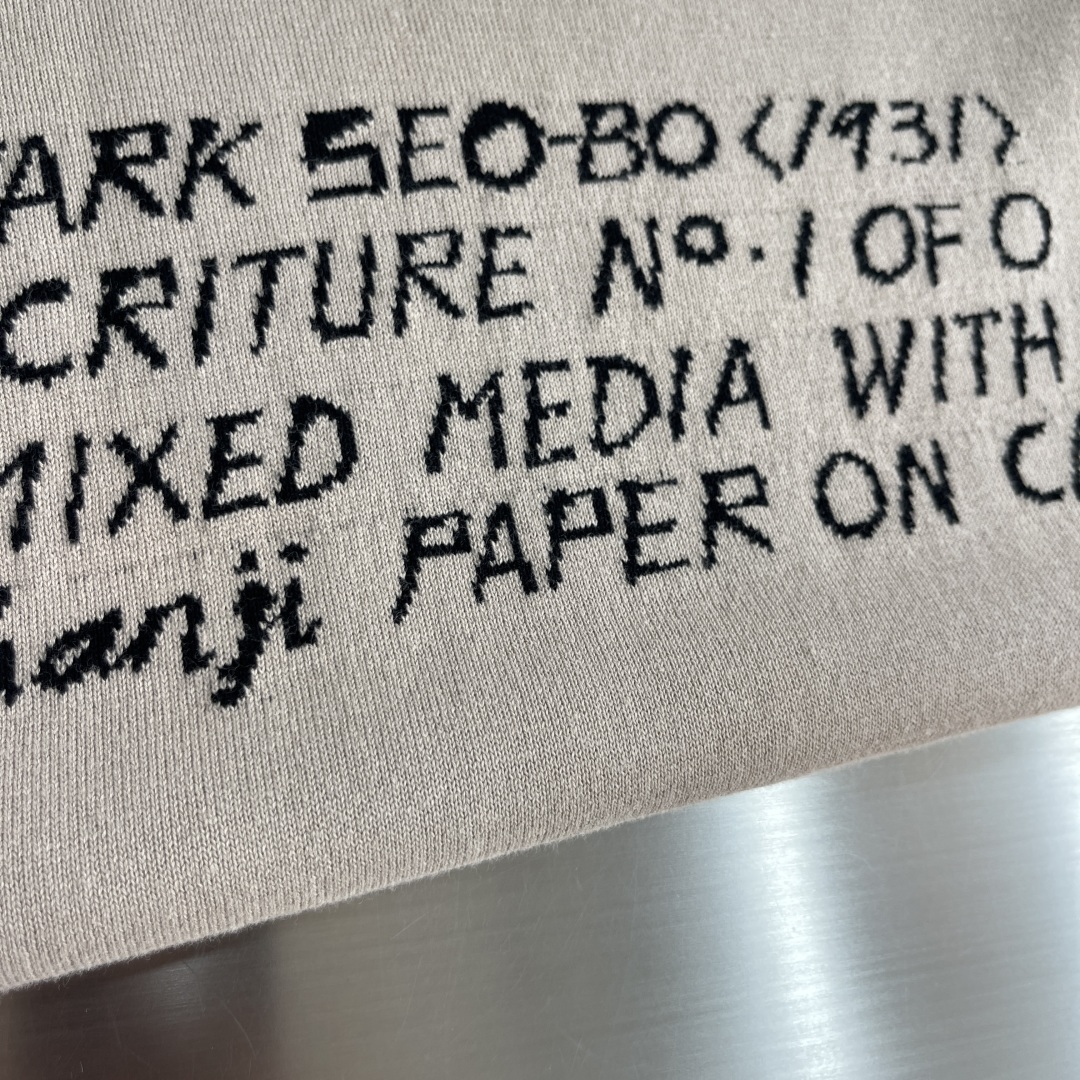 ARK SEO-BO <1931>
CRITURE Nº.1 OF O
MIXED MEDIA WITH
anji PAPER ON